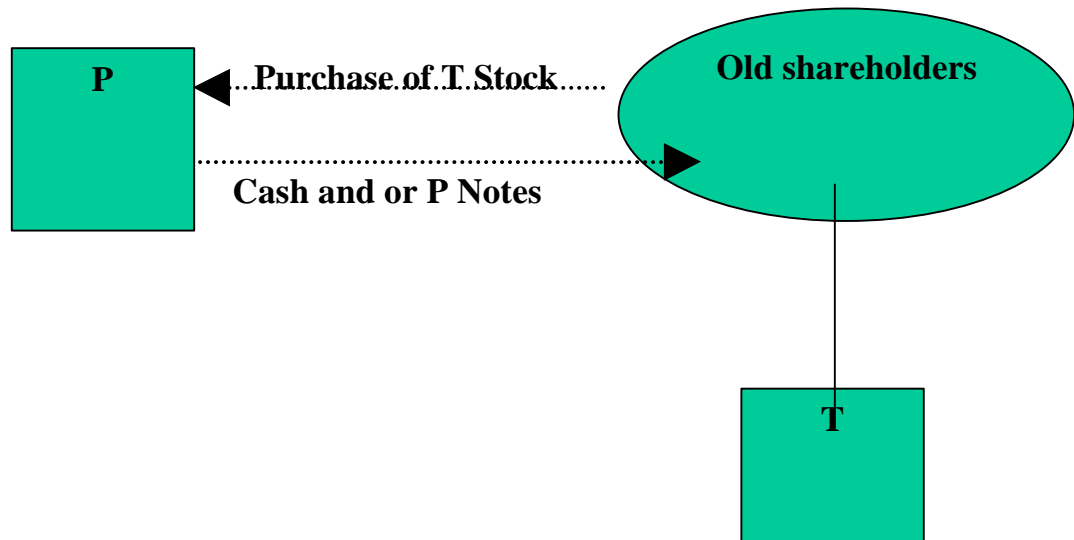 P
Purchase of T Stock
Old shareholders
Cash and or P Notes
T